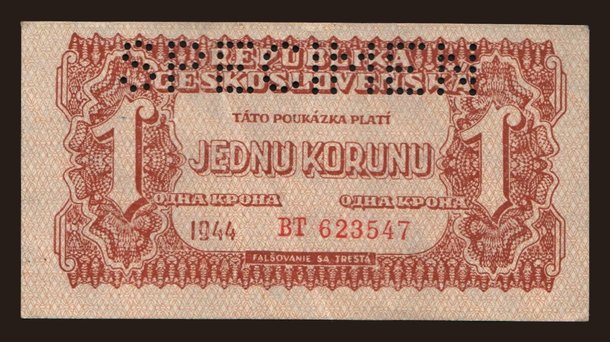 SPECIMEN
REPUBLIKA
ČESKOSLOVENSKÁ
TÁTO POUKÁZKA PLATÍ
1 JEDNU KORUNU 1
ОДНА КРОНА ОДНА КРОНА
1944 BT 623547
FALŠOVANIE SA TRESTÁ